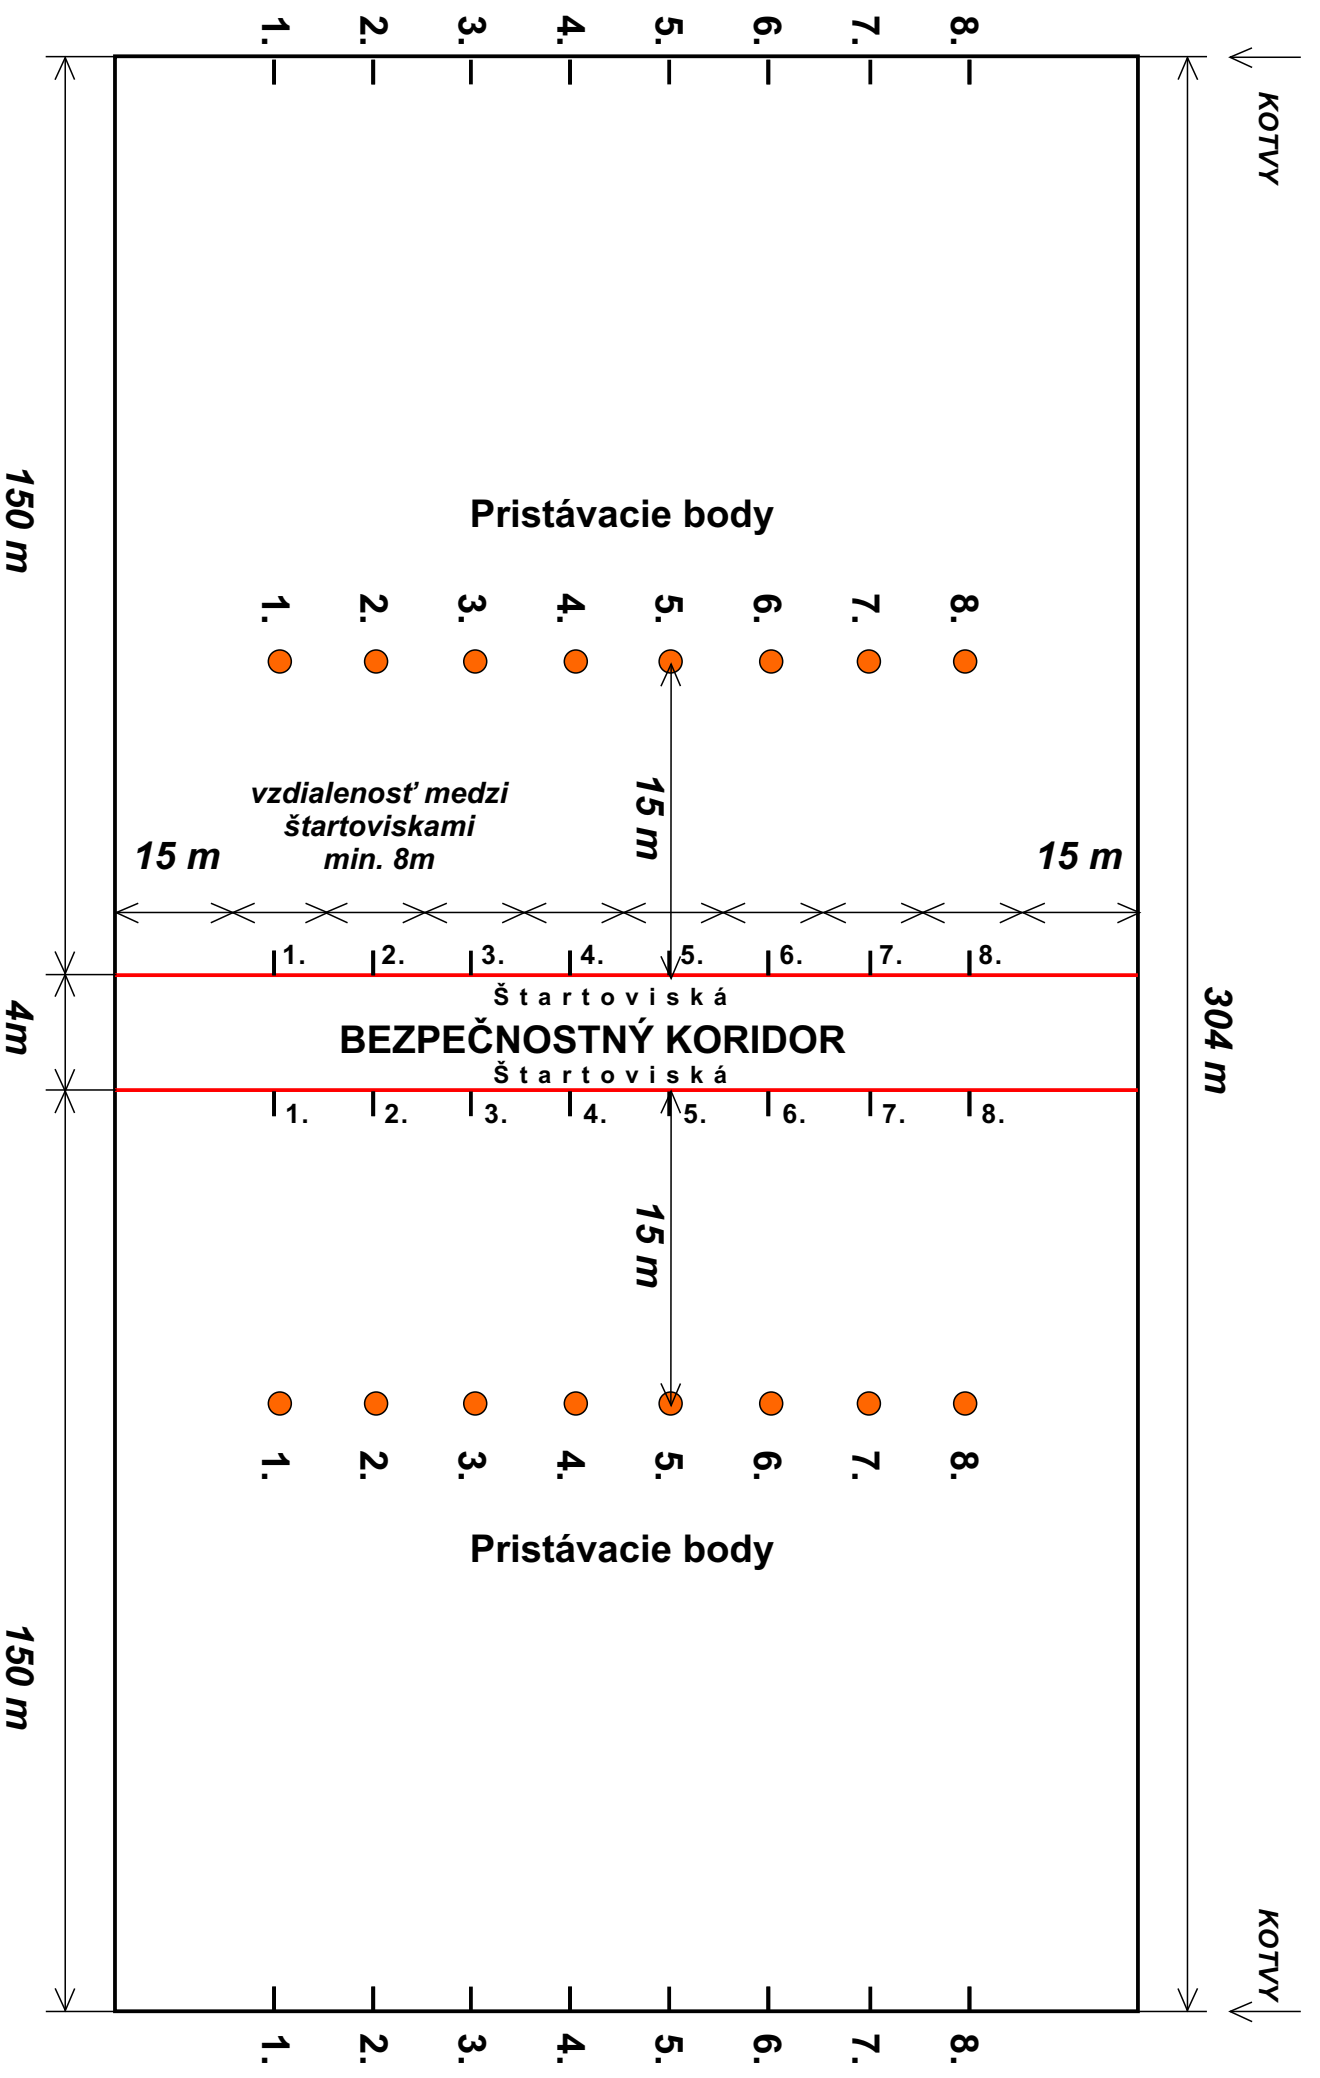 1. 2. 3. 4. 5. 6. 7. 8.
KOTVY
150 m
Pristávacie body
1. 2. 3. 4. 5. 6. 7. 8.
vzdialenosť medzi
štartoviskami
min. 8m
15 m
15 m
15 m
1. 2. 3. 4. 5. 6. 7. 8.
Štartoviská
BEZPEČNOSTNÝ KORIDOR
Štartoviská
4m
304 m
1. 2. 3. 4. 5. 6. 7. 8.
15 m
1. 2. 3. 4. 5. 6. 7. 8.
Pristávacie body
150 m
KOTVY
1. 2. 3. 4. 5. 6. 7. 8.